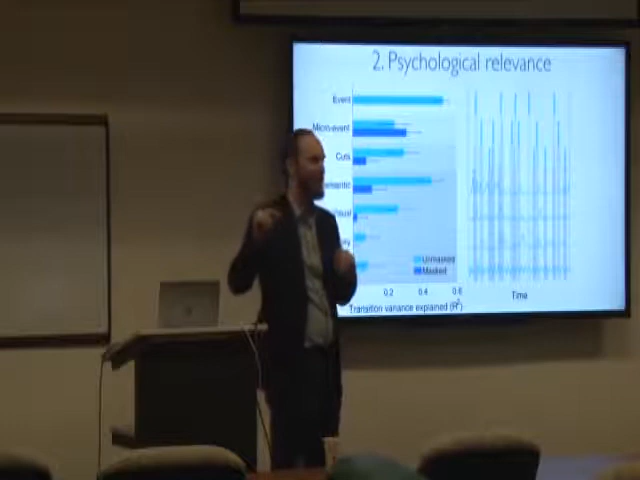 2. Psychological relevance
Event
Micro-event
Cuts
Unmasked
Masked
0.2 0.4 0.6
Time
Transition variance explained (R²)